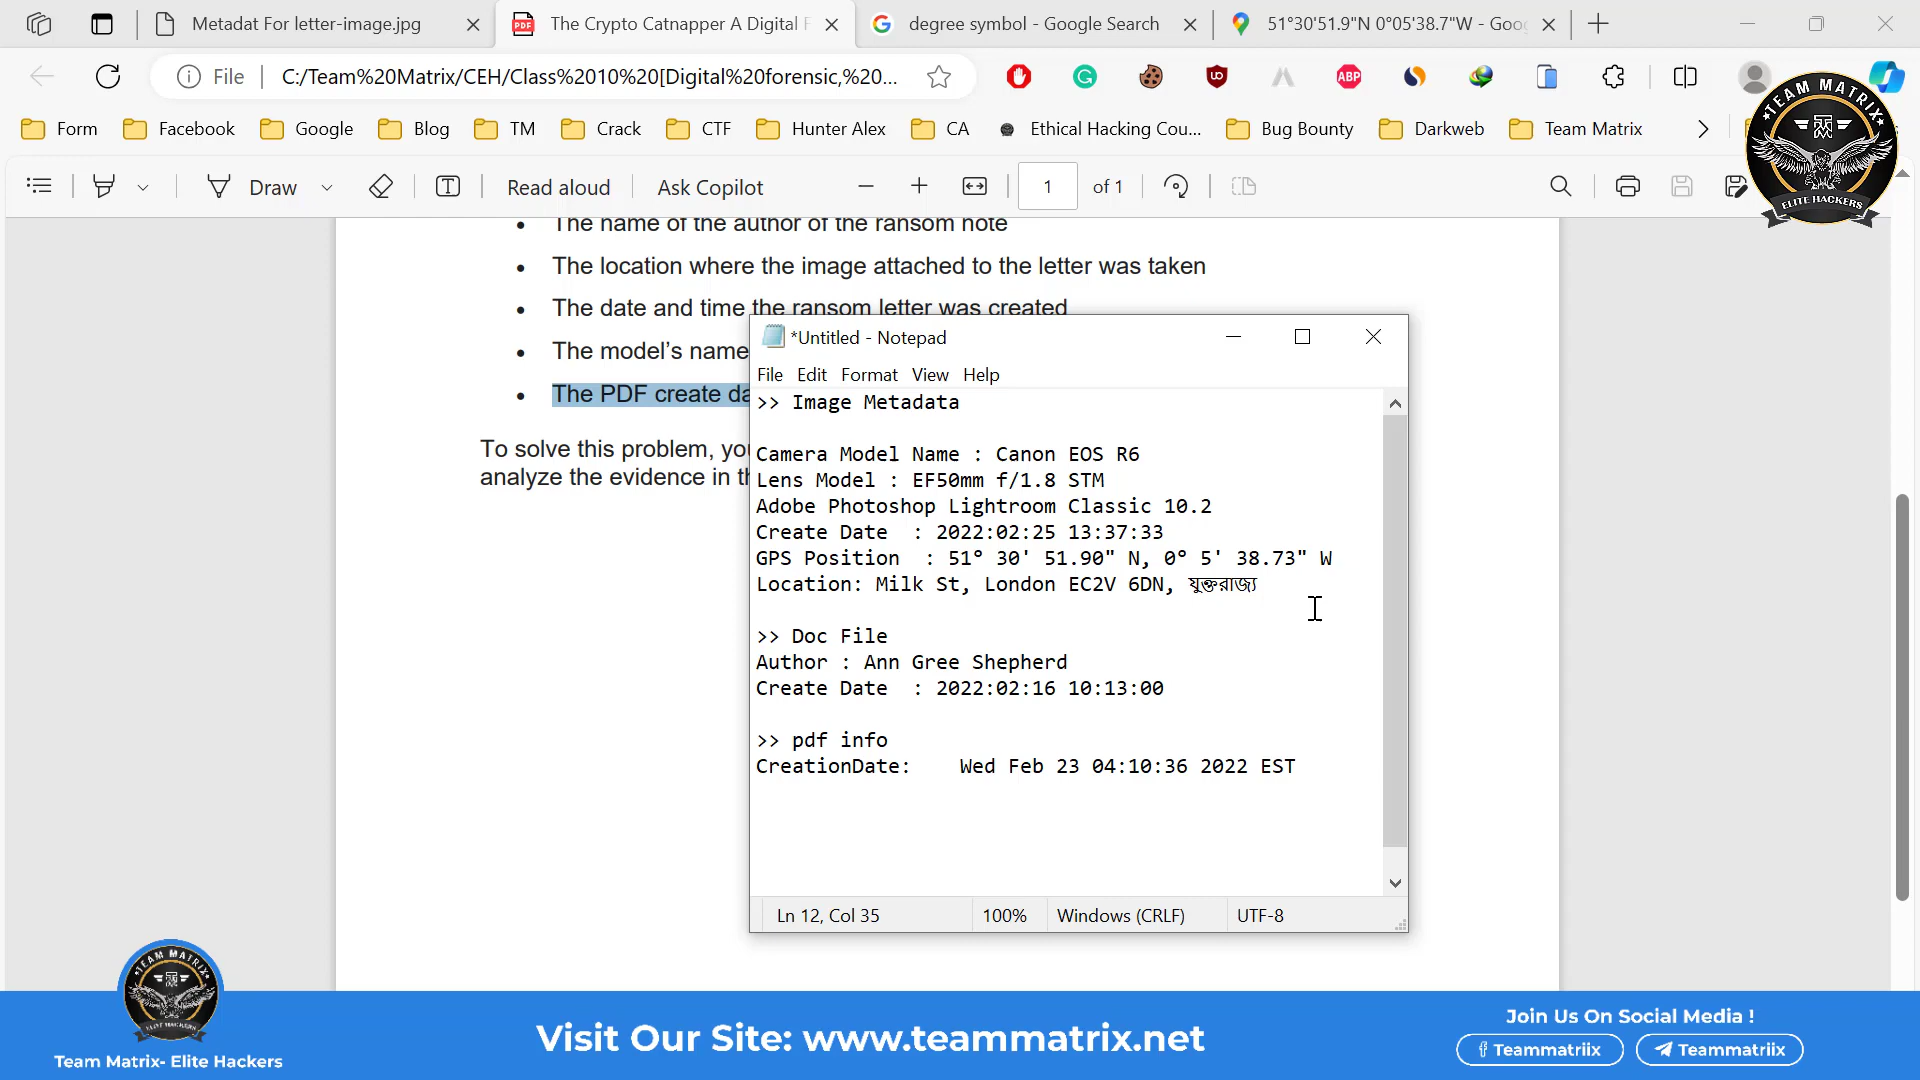 Metadat For letter-image.jpg
The Crypto Catnapper A Digital F
degree symbol - Google Search
51°30'51.9"N 0°05'38.7"W - Goo
File
C:/Team%20Matrix/CEH/Class%2010%20[Digital%20forensic,%20...
ABP
Form
Facebook
Google
Blog
TM
Crack
CTF
Hunter Alex
CA
Ethical Hacking Cou...
Bug Bounty
Darkweb
Team Matrix
TEAM MATRIX
ELITE HACKERS
Draw
Read aloud
Ask Copilot
1
of 1
The name of the author of the ransom note
The location where the image attached to the letter was taken
The date and time the ransom letter was created
The model's name
The PDF create da
To solve this problem, you
analyze the evidence in th
*Untitled - Notepad
File Edit Format View Help
>> Image Metadata
Camera Model Name : Canon EOS R6
Lens Model : EF50mm f/1.8 STM
Adobe Photoshop Lightroom Classic 10.2
Create Date : 2022:02:25 13:37:33
GPS Position : 51° 30' 51.90" N, 0° 5' 38.73" W
Location: Milk St, London EC2V 6DN, যুক্তরাজ্য
>> Doc File
Author : Ann Gree Shepherd
Create Date : 2022:02:16 10:13:00
>> pdf info
CreationDate: Wed Feb 23 04:10:36 2022 EST
Ln 12, Col 35
100%
Windows (CRLF)
UTF-8
TEAM MATRIX
ELITE HACKERS
Team Matrix- Elite Hackers
Visit Our Site: www.teammatrix.net
Join Us On Social Media !
Teammatriix
Teammatriix